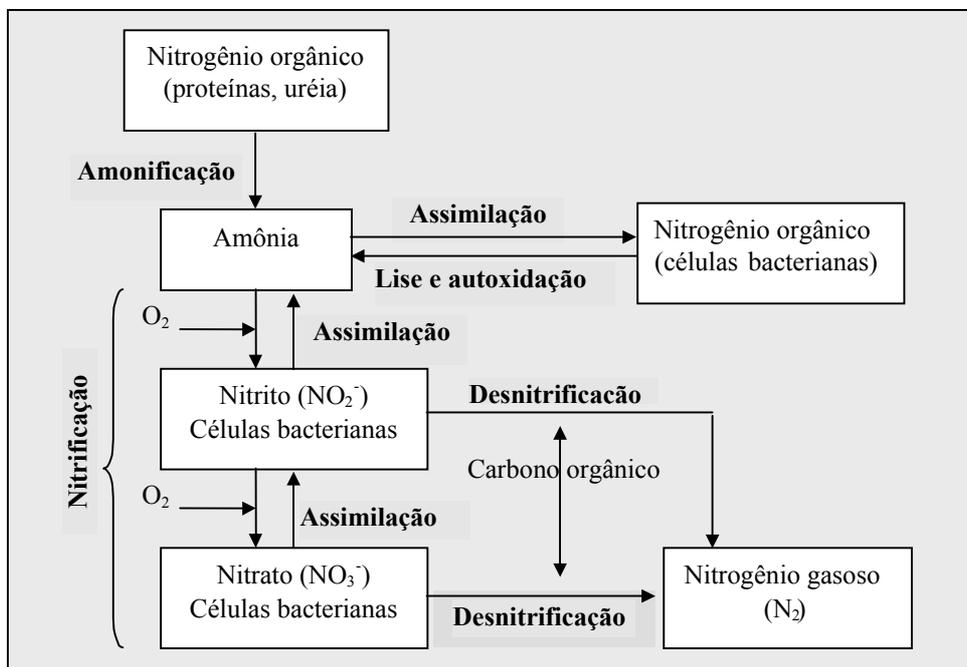 Nitrogênio orgânico
(proteínas, uréia)
Amonificação
Amônia
Assimilação
Lise e autoxidação
Nitrogênio orgânico
(células bacterianas)
O₂
Assimilação
Nitrificação
Nitrito (NO₂⁻)
Células bacterianas
Desnitrificacão
Carbono orgânico
O₂
Assimilação
Nitrato (NO₃⁻)
Células bacterianas
Desnitrificação
Nitrogênio gasoso
(N₂)